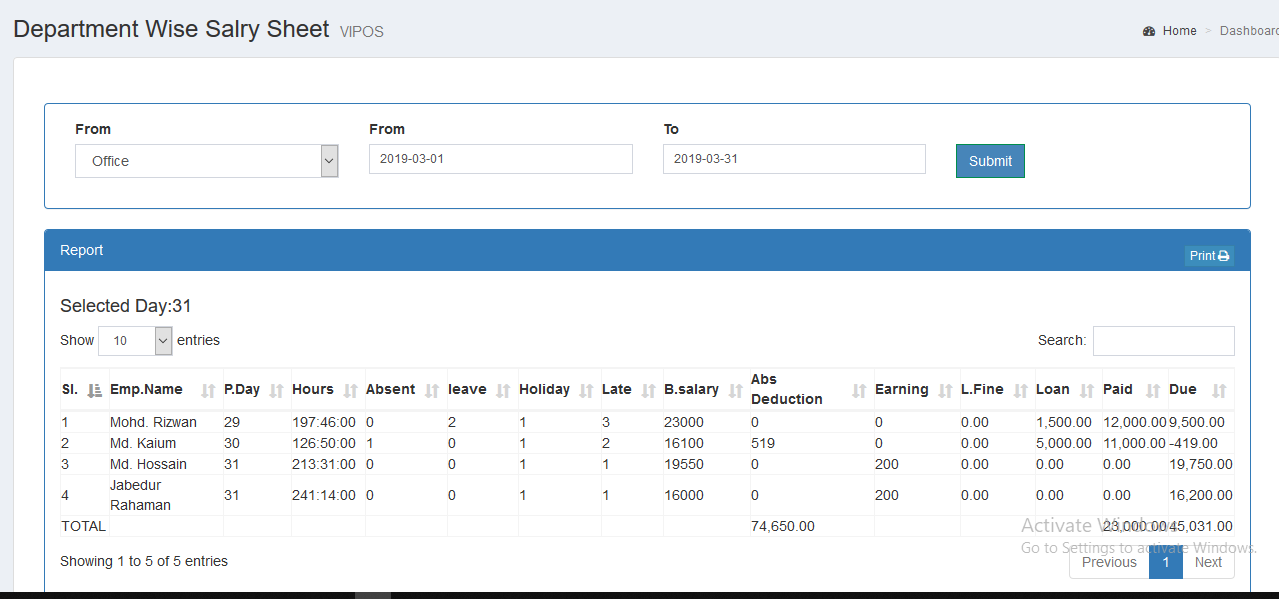 Department Wise Salry Sheet VIPOS
Home > Dashboard
From From To
Office 2019-03-01 2019-03-31 Submit
Report
Print
Selected Day:31
Show 10 entries Search:
Sl. Emp.Name P.Day Hours Absent leave Holiday Late B.salary Abs Deduction Earning L.Fine Loan Paid Due
1 Mohd. Rizwan 29 197:46:00 0 2 1 3 23000 0 0 0.00 1,500.00 12,000.00 9,500.00
2 Md. Kaium 30 126:50:00 1 0 1 2 16100 519 0 0.00 5,000.00 11,000.00 -419.00
3 Md. Hossain 31 213:31:00 0 0 1 1 19550 0 200 0.00 0.00 0.00 19,750.00
4 Jabedur Rahaman 31 241:14:00 0 0 1 1 16000 0 200 0.00 0.00 0.00 16,200.00
TOTAL 74,650.00 23,000.00 45,031.00
Activate Windows
Go to Settings to activate Windows.
Showing 1 to 5 of 5 entries
Previous 1 Next